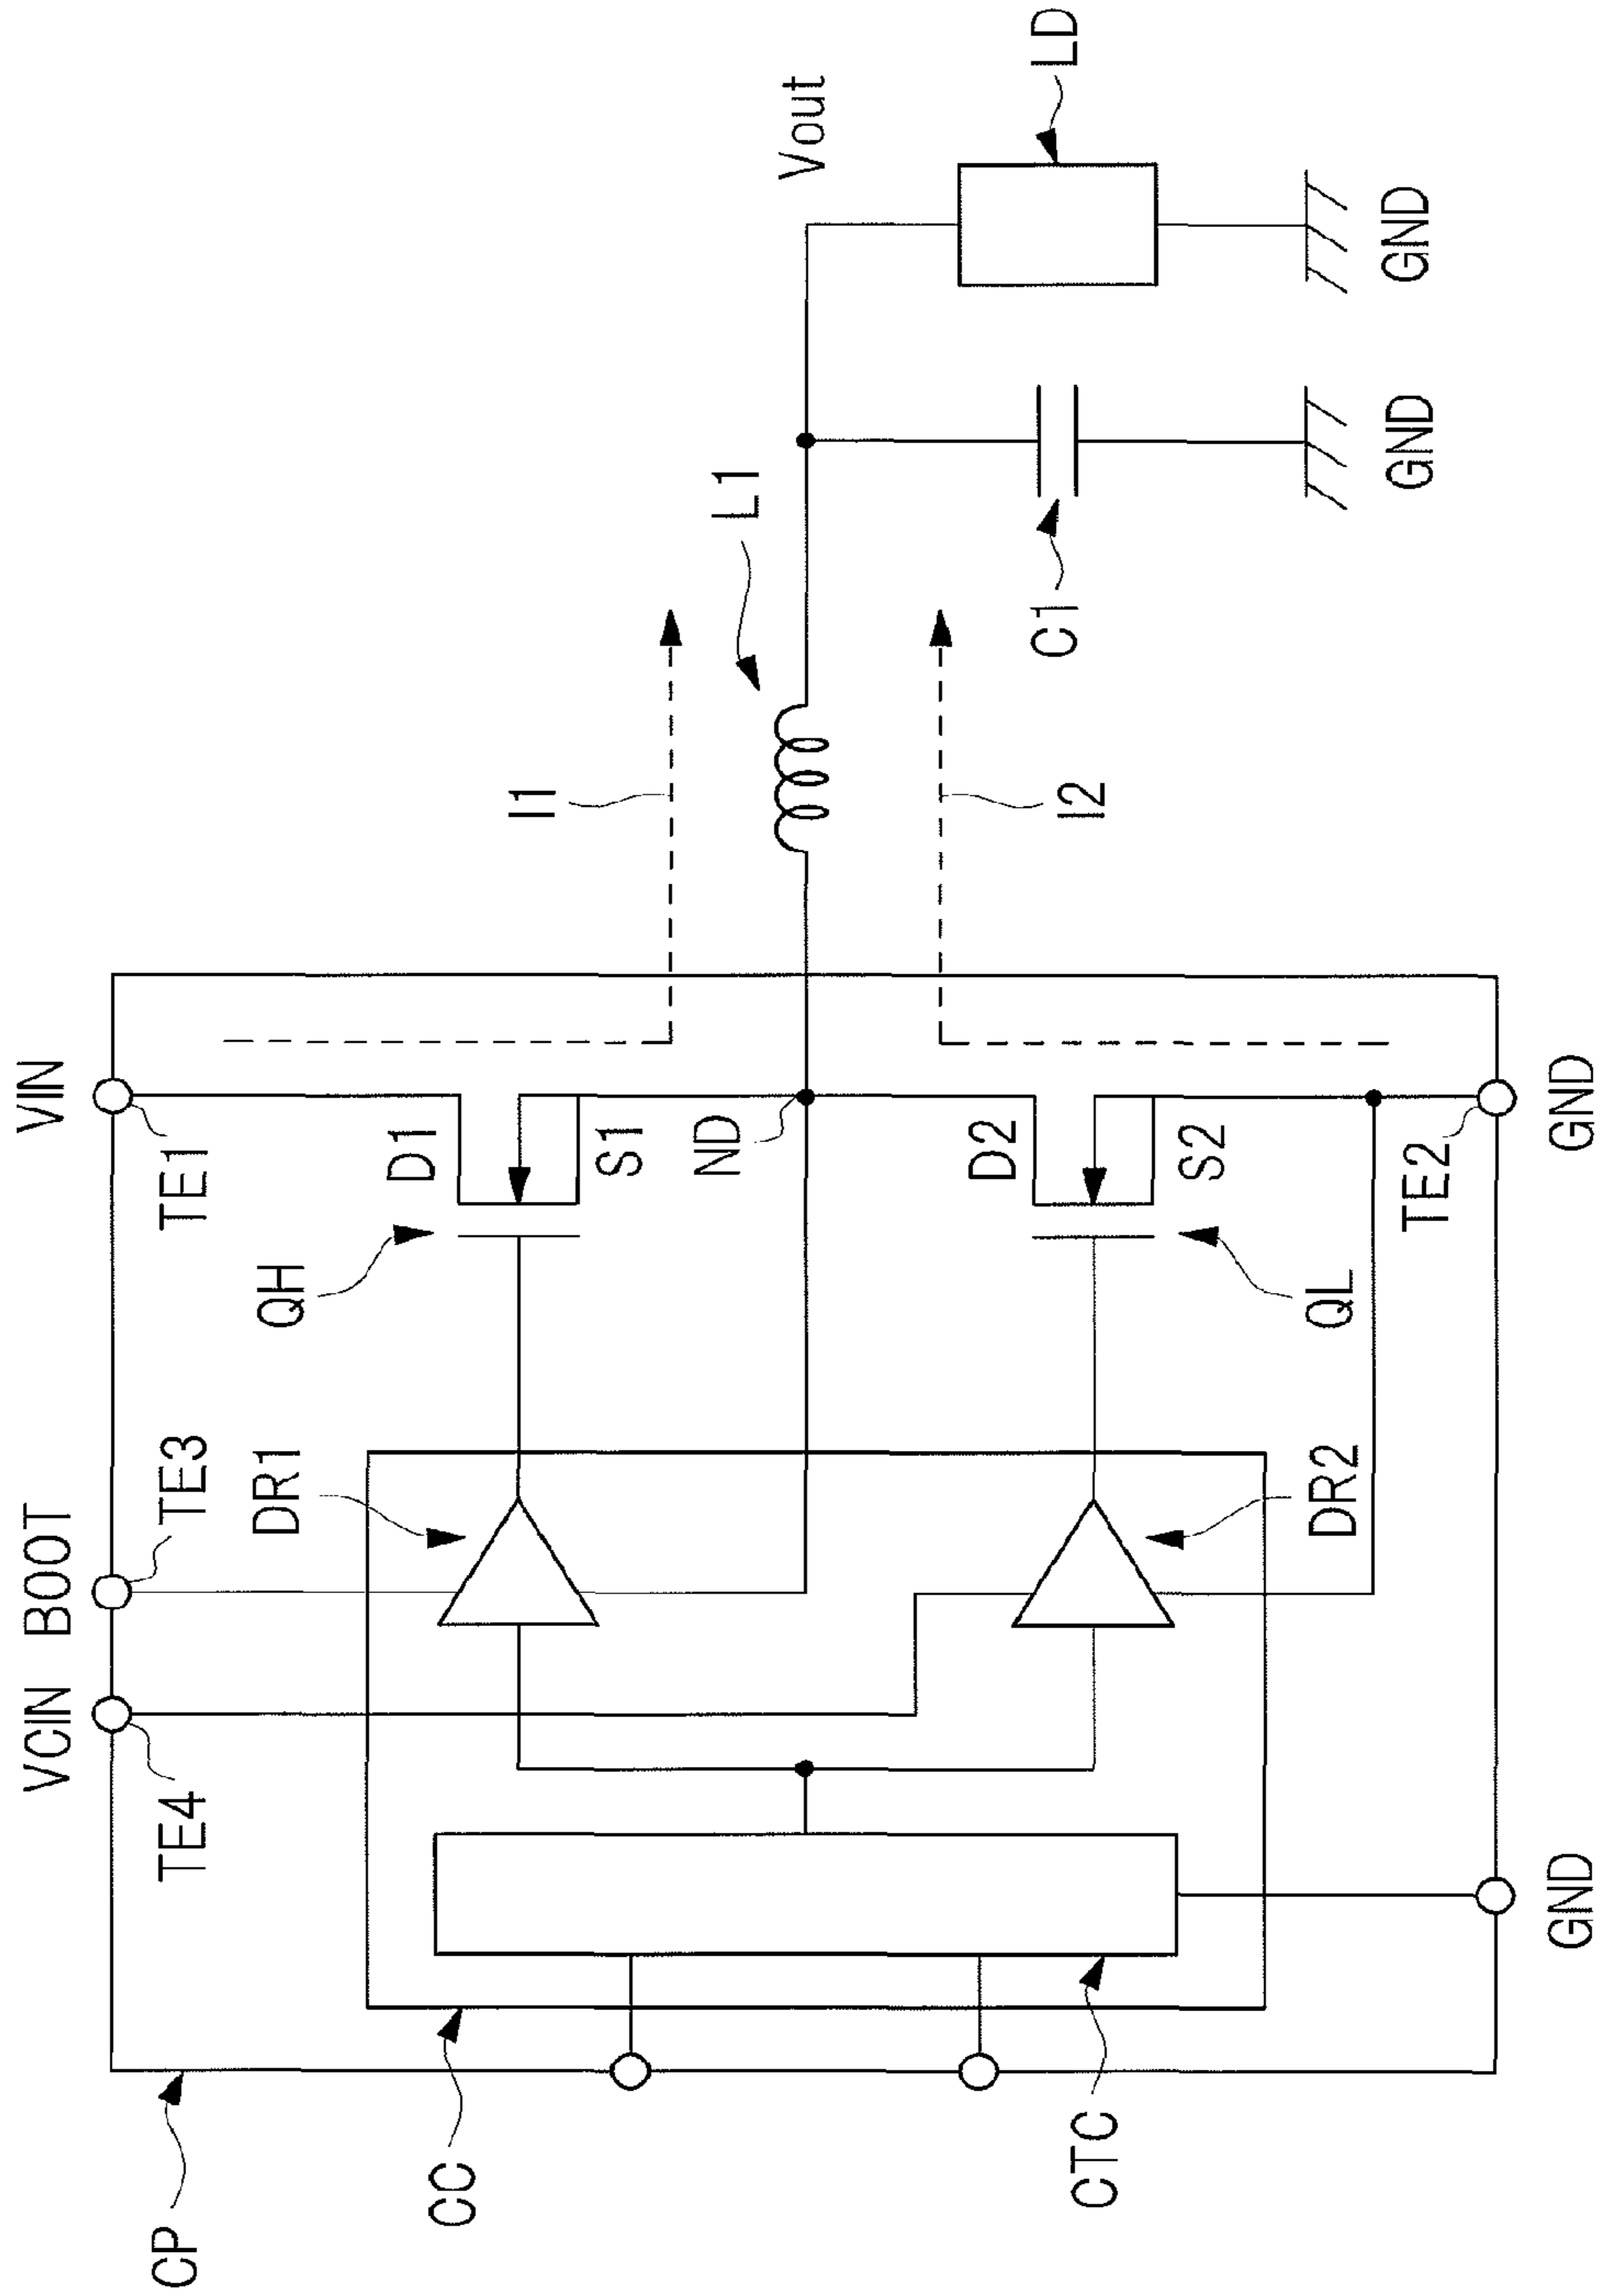 VCIN
BOOT
VIN
TE4
TE3
TE1
CP
CC
CTC
DR1
DR2
QH
QL
D1
S1
ND
D2
S2
TE2
GND
GND
I1
I2
L1
C1
Vout
LD
GND
GND